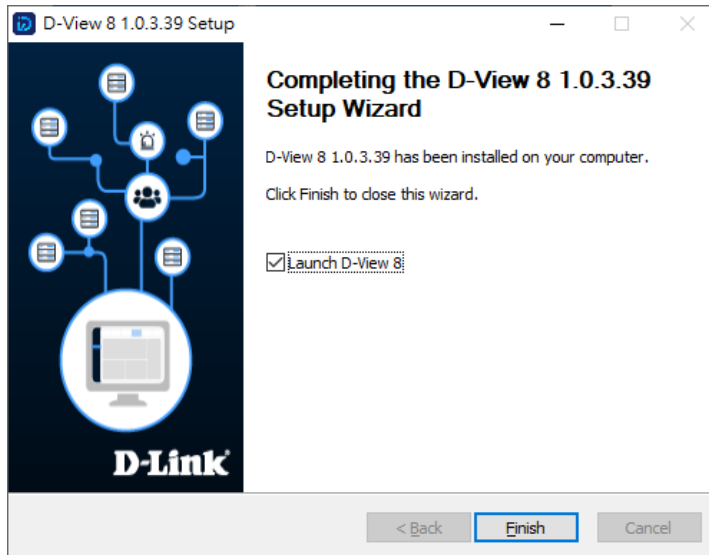 D-View 8 1.0.3.39 Setup
Completing the D-View 8 1.0.3.39
Setup Wizard
D-View 8 1.0.3.39 has been installed on your computer.
Click Finish to close this wizard.
Launch D-View 8
D-Link
< Back Finish Cancel